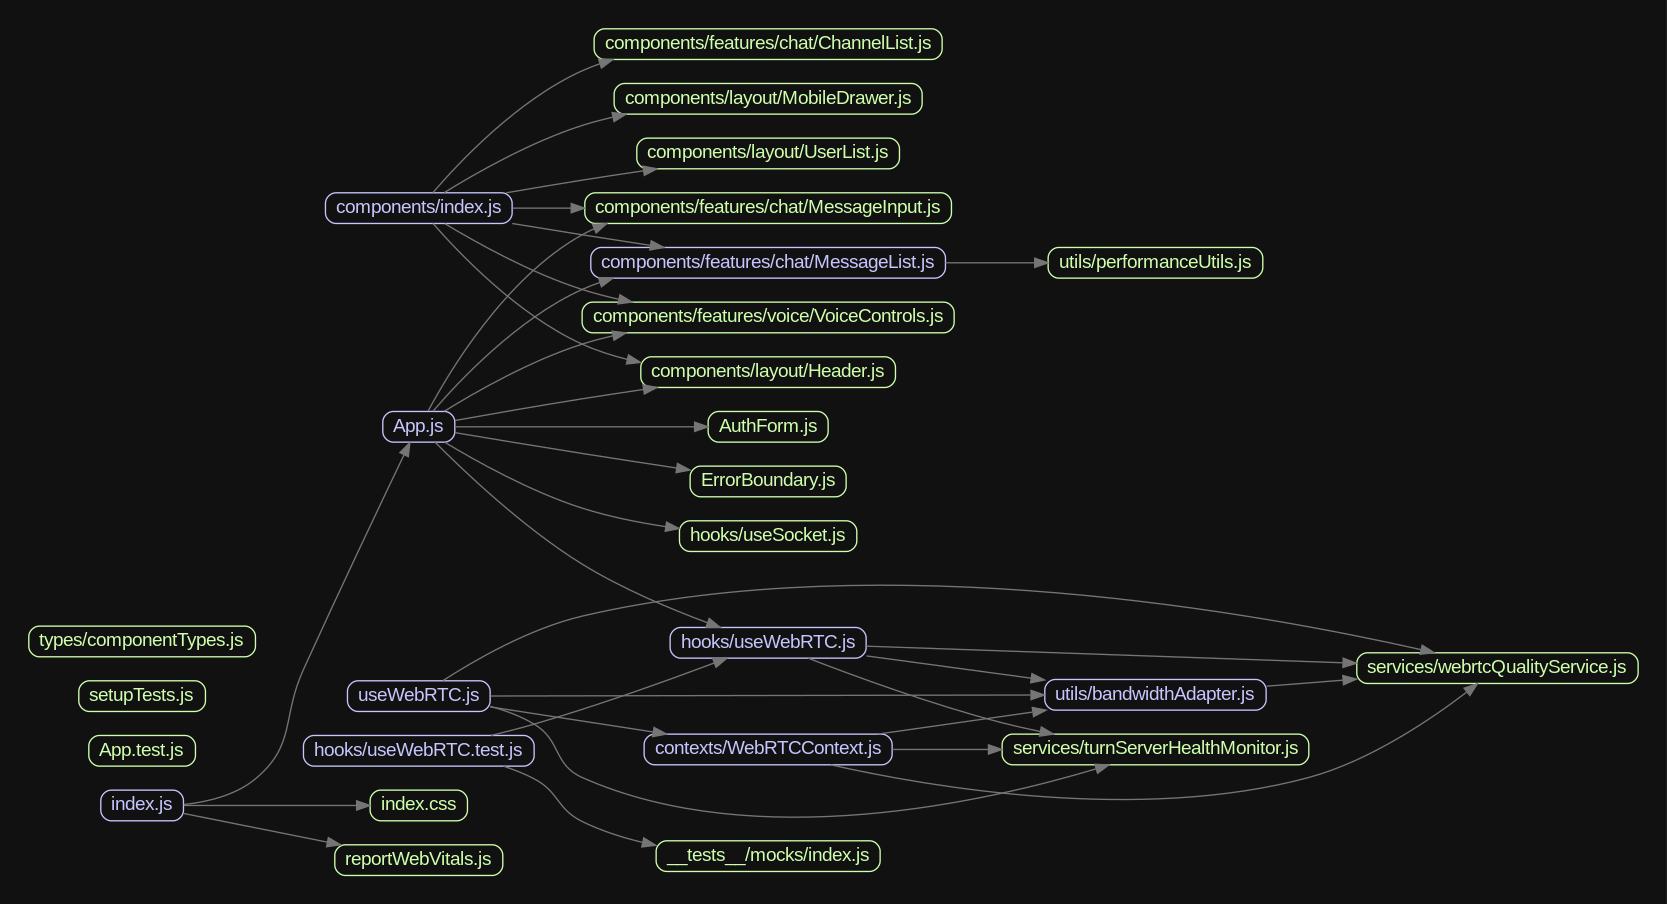 components/features/chat/ChannelList.js
components/layout/MobileDrawer.js
components/layout/UserList.js
components/index.js
components/features/chat/MessageInput.js
components/features/chat/MessageList.js
utils/performanceUtils.js
components/features/voice/VoiceControls.js
components/layout/Header.js
App.js
AuthForm.js
ErrorBoundary.js
hooks/useSocket.js
types/componentTypes.js
hooks/useWebRTC.js
services/webrtcQualityService.js
setupTests.js
useWebRTC.js
utils/bandwidthAdapter.js
App.test.js
hooks/useWebRTC.test.js
contexts/WebRTCContext.js
services/turnServerHealthMonitor.js
index.js
index.css
reportWebVitals.js
__tests__/mocks/index.js